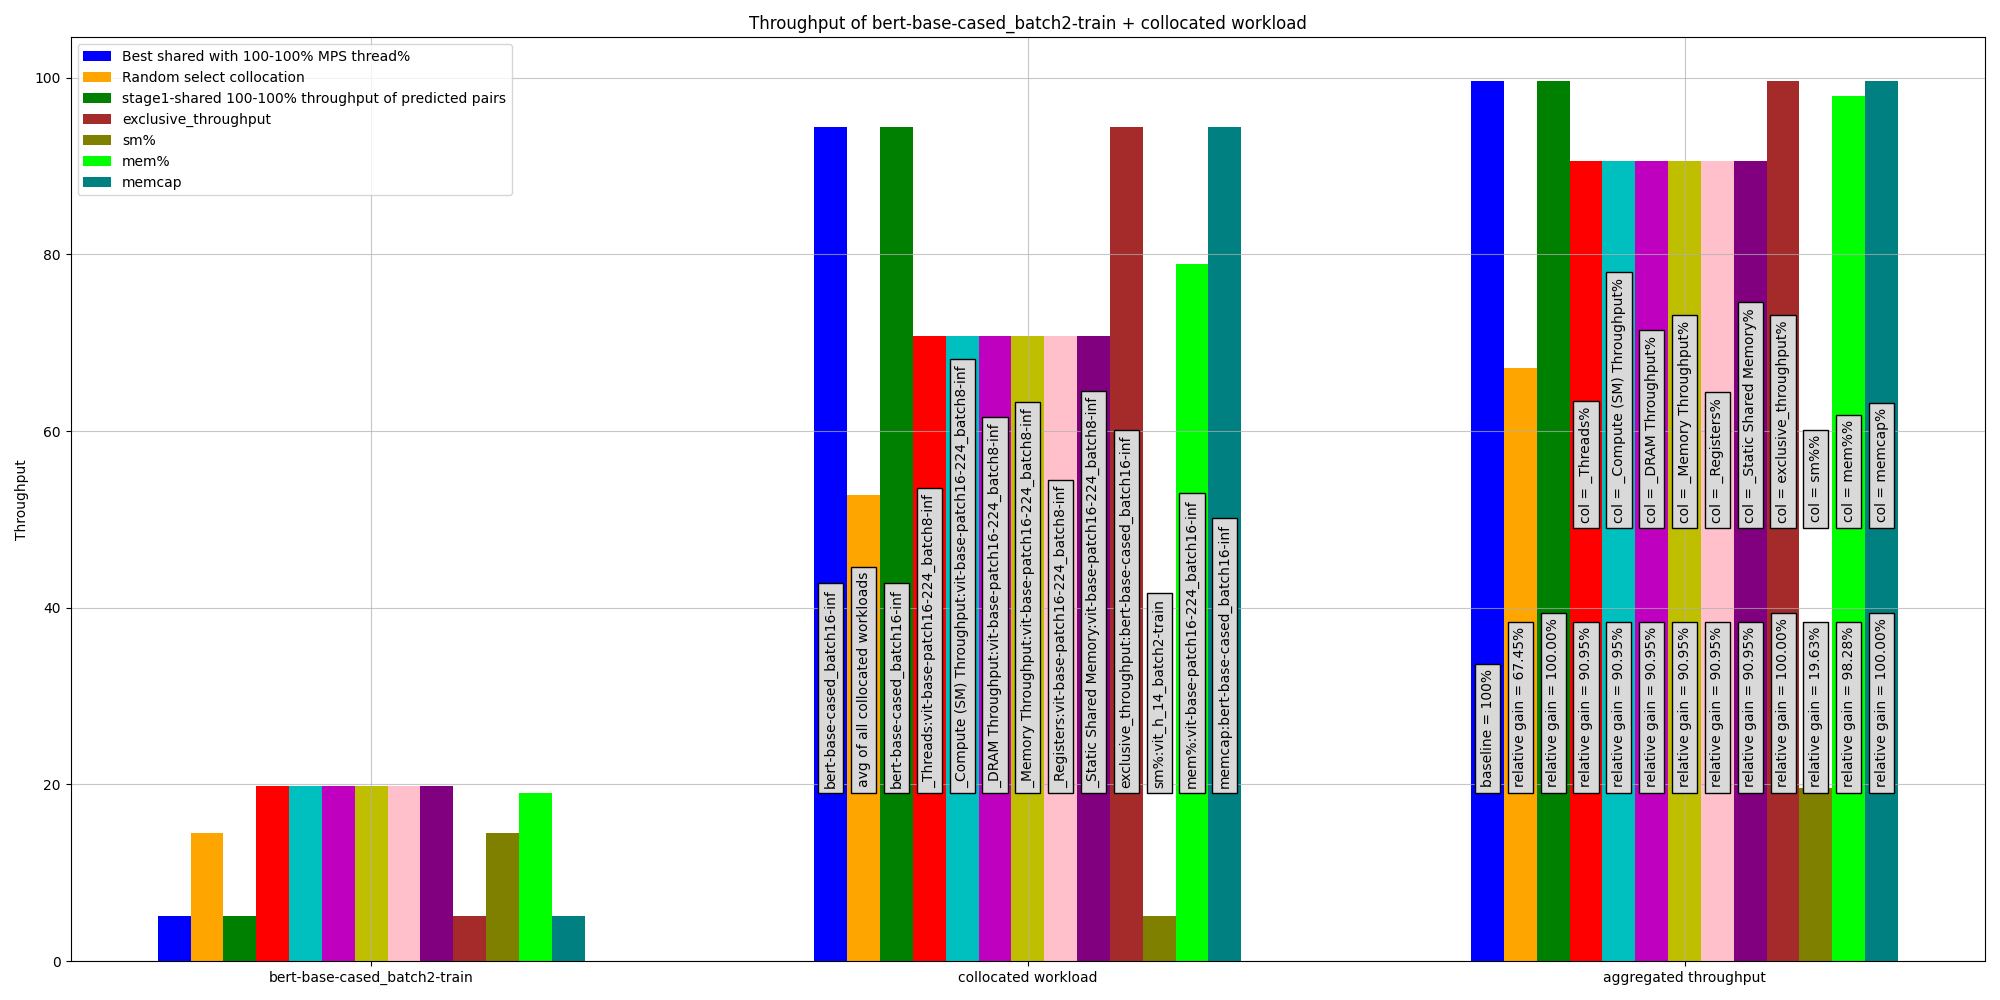 Throughput of bert-base-cased_batch2-train + collocated workload
Best shared with 100-100% MPS thread%
Random select collocation
stage1-shared 100-100% throughput of predicted pairs
exclusive_throughput
sm%
mem%
memcap
Throughput
100
80
60
40
20
0
bert-base-cased_batch16-inf
avg of all collocated workloads
bert-base-cased_batch16-inf
_Threads:vit-base-patch16-224_batch8-inf
_Compute (SM) Throughput:vit-base-patch16-224_batch8-inf
_DRAM Throughput:vit-base-patch16-224_batch8-inf
_Memory Throughput:vit-base-patch16-224_batch8-inf
_Registers:vit-base-patch16-224_batch8-inf
_Static Shared Memory:vit-base-patch16-224_batch8-inf
exclusive_throughput:bert-base-cased_batch16-inf
sm%:vit_h_14_batch2-train
mem%:vit-base-patch16-224_batch16-inf
memcap:bert-base-cased_batch16-inf
col = _Threads%
col = _Compute (SM) Throughput%
col = _DRAM Throughput%
col = _Memory Throughput%
col = _Registers%
col = _Static Shared Memory%
col = exclusive_throughput%
col = sm%%
col = mem%%
col = memcap%
baseline = 100%
relative gain = 67.45%
relative gain = 100.00%
relative gain = 90.95%
relative gain = 90.95%
relative gain = 90.95%
relative gain = 90.95%
relative gain = 90.95%
relative gain = 90.95%
relative gain = 100.00%
relative gain = 19.63%
relative gain = 98.28%
relative gain = 100.00%
bert-base-cased_batch2-train
collocated workload
aggregated throughput